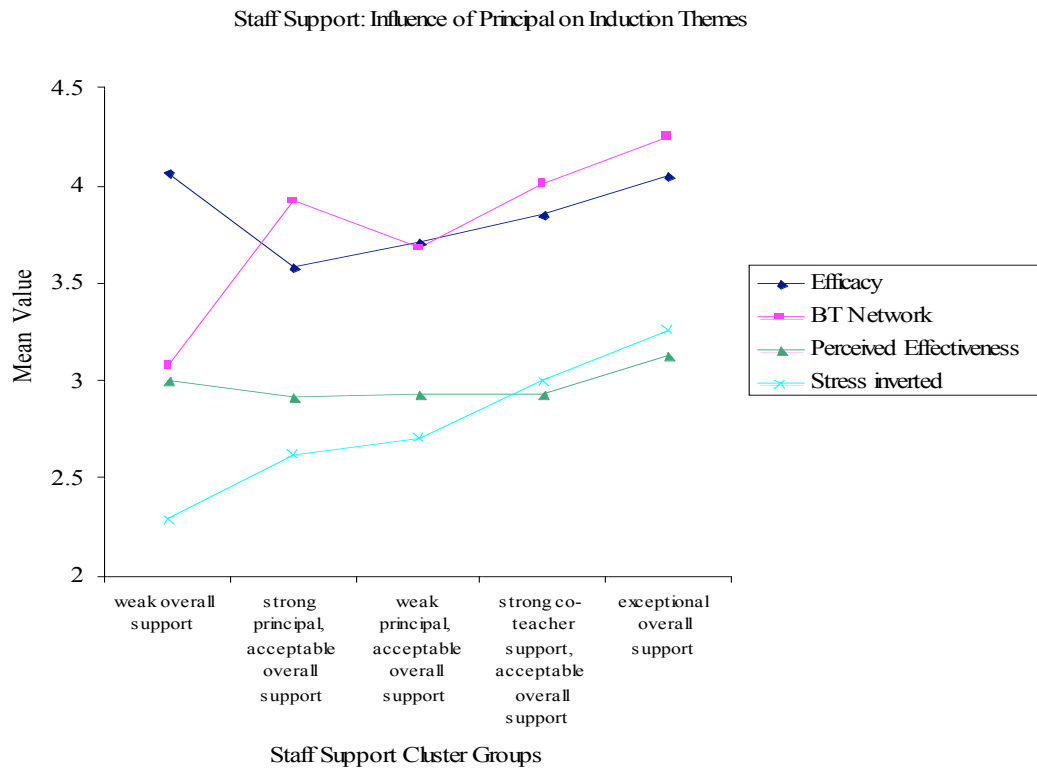 Staff Support: Influence of Principal on Induction Themes
4.5
4
3.5
3
2.5
2
Mean Value
weak overall
support
strong
principal,
acceptable
overall
support
weak
principal,
acceptable
overall
support
strong co-
teacher
support,
acceptable
overall
support
exceptional
overall
support
Staff Support Cluster Groups
Efficacy
BT Network
Perceived Effectiveness
Stress inverted